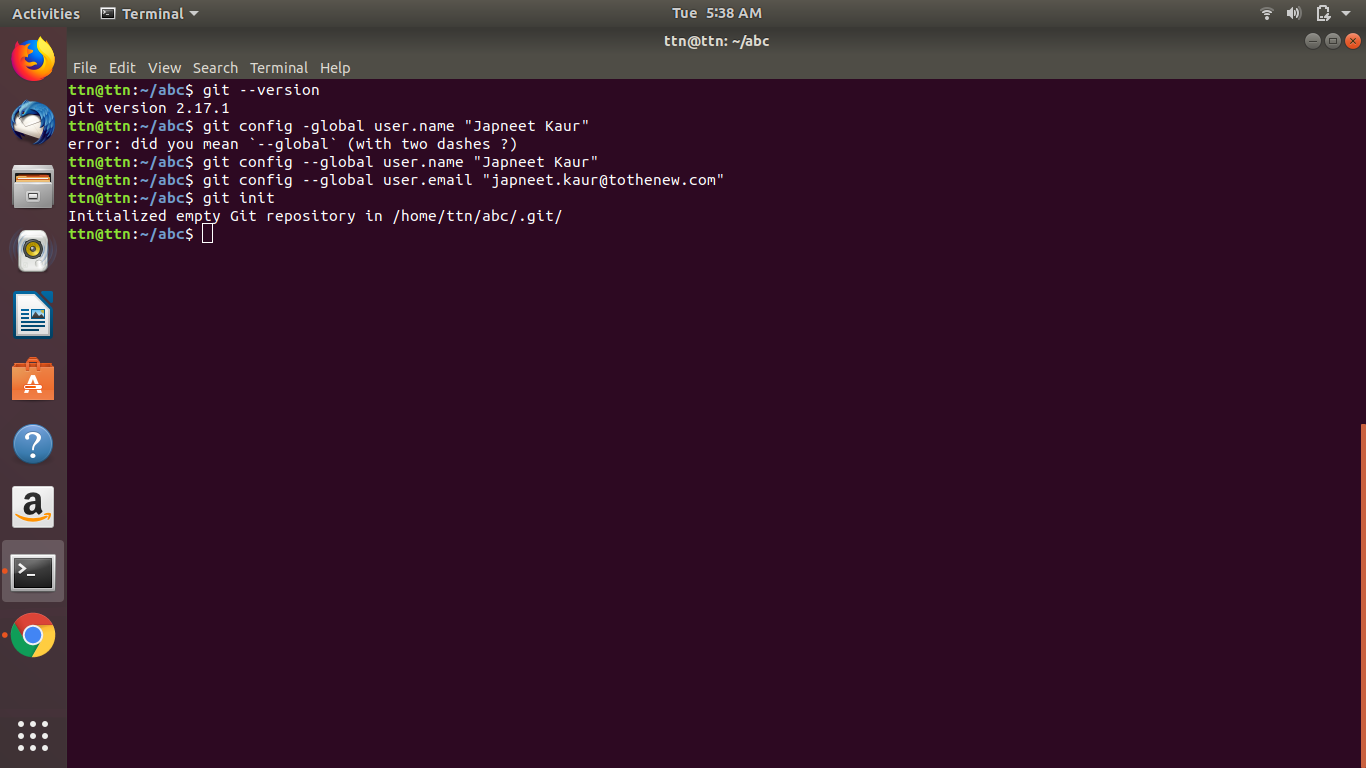 Activities Terminal Tue 5:38 AM
ttn@ttn: ~/abc
File Edit View Search Terminal Help
ttn@ttn:~/abc$ git --version
git version 2.17.1
ttn@ttn:~/abc$ git config -global user.name "Japneet Kaur"
error: did you mean `--global` (with two dashes ?)
ttn@ttn:~/abc$ git config --global user.name "Japneet Kaur"
ttn@ttn:~/abc$ git config --global user.email "japneet.kaur@tothenew.com"
ttn@ttn:~/abc$ git init
Initialized empty Git repository in /home/ttn/abc/.git/
ttn@ttn:~/abc$